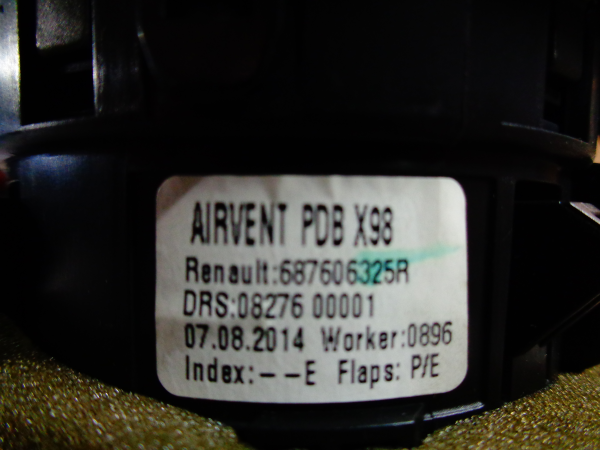 AIRVENT PDB X98
Renault:687606325R
DRS:08276 00001
07.08.2014 Worker:0896
Index:--E Flaps: P/E